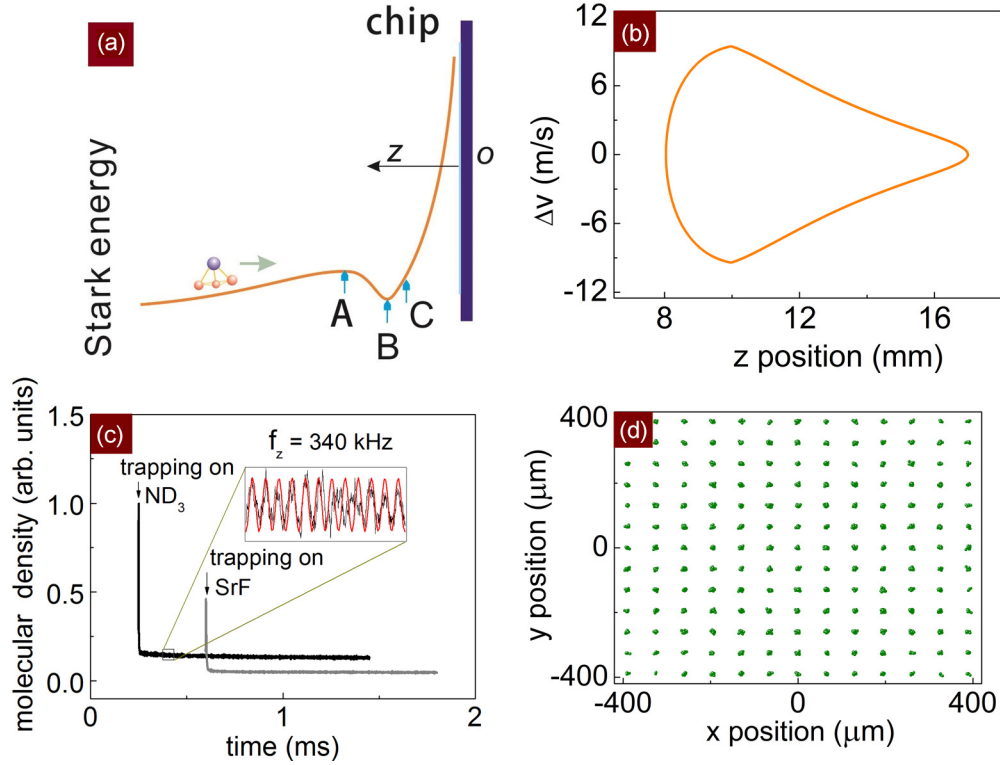 (a)
chip
z
o
Stark energy
A
B
C
(b)
12
6
0
-6
-12
Δv (m/s)
8
12
16
z position (mm)
(c)
1.5
1.0
0.5
0.0
molecular density (arb. units)
f_z = 340 kHz
trapping on
ND₃
trapping on
SrF
0
1
2
time (ms)
(d)
400
0
-400
y position (μm)
-400
0
400
x position (μm)